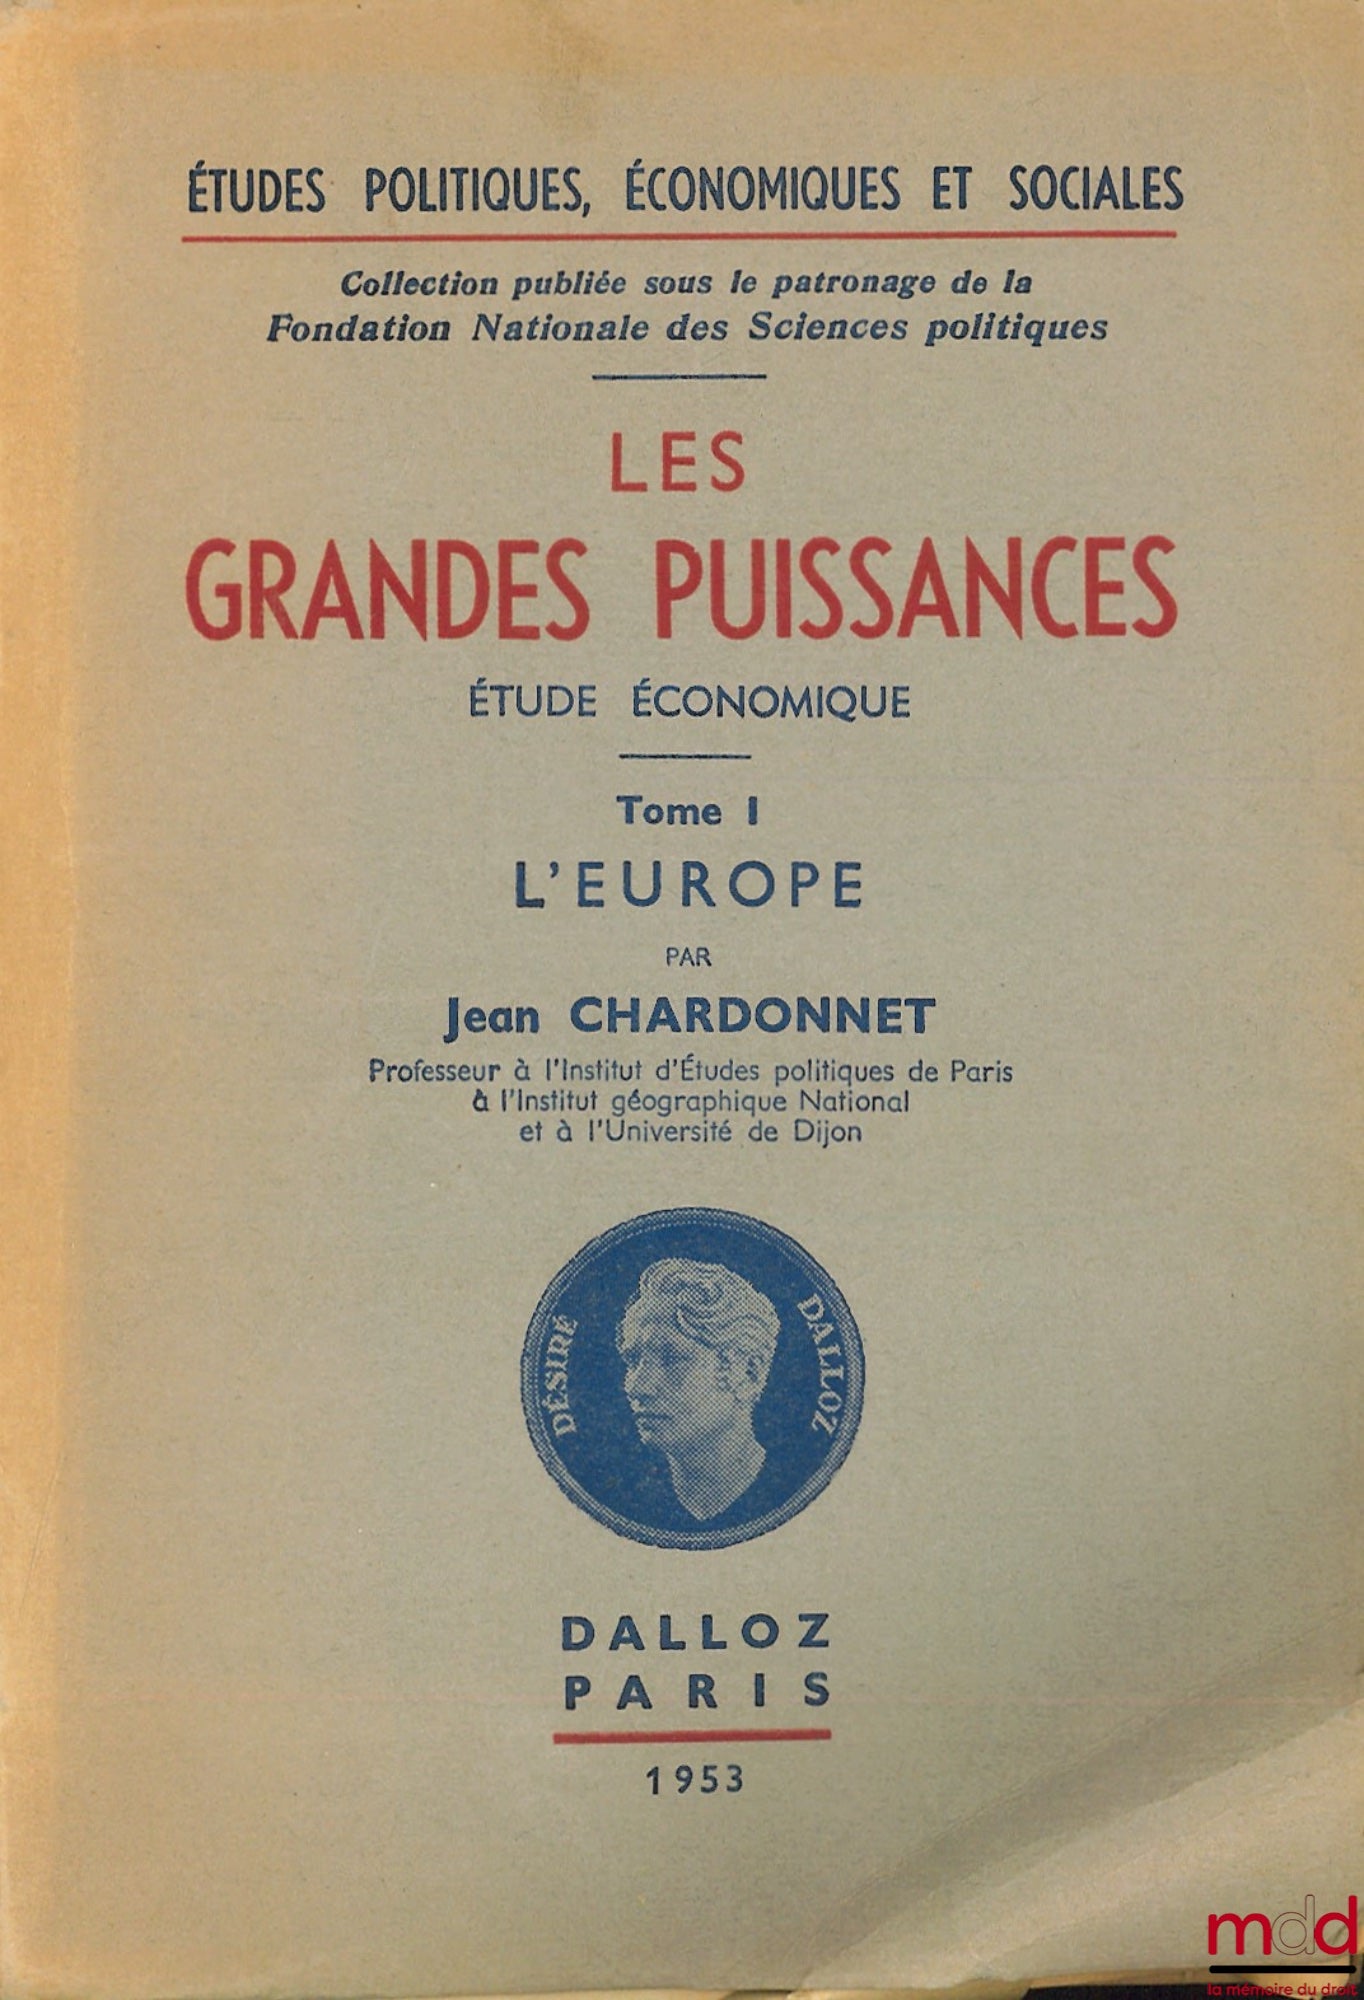 ÉTUDES POLITIQUES, ÉCONOMIQUES ET SOCIALES
Collection publiée sous le patronage de la
Fondation Nationale des Sciences politiques
LES
GRANDES PUISSANCES
ÉTUDE ÉCONOMIQUE
Tome I
L'EUROPE
PAR
Jean CHARDONNET
Professeur à l'Institut d'Études politiques de Paris
à l'Institut géographique National
et à l'Université de Dijon
DÉSIRÉ DALLOZ
DALLOZ
PARIS
1953
mdd
la mémoire du droit